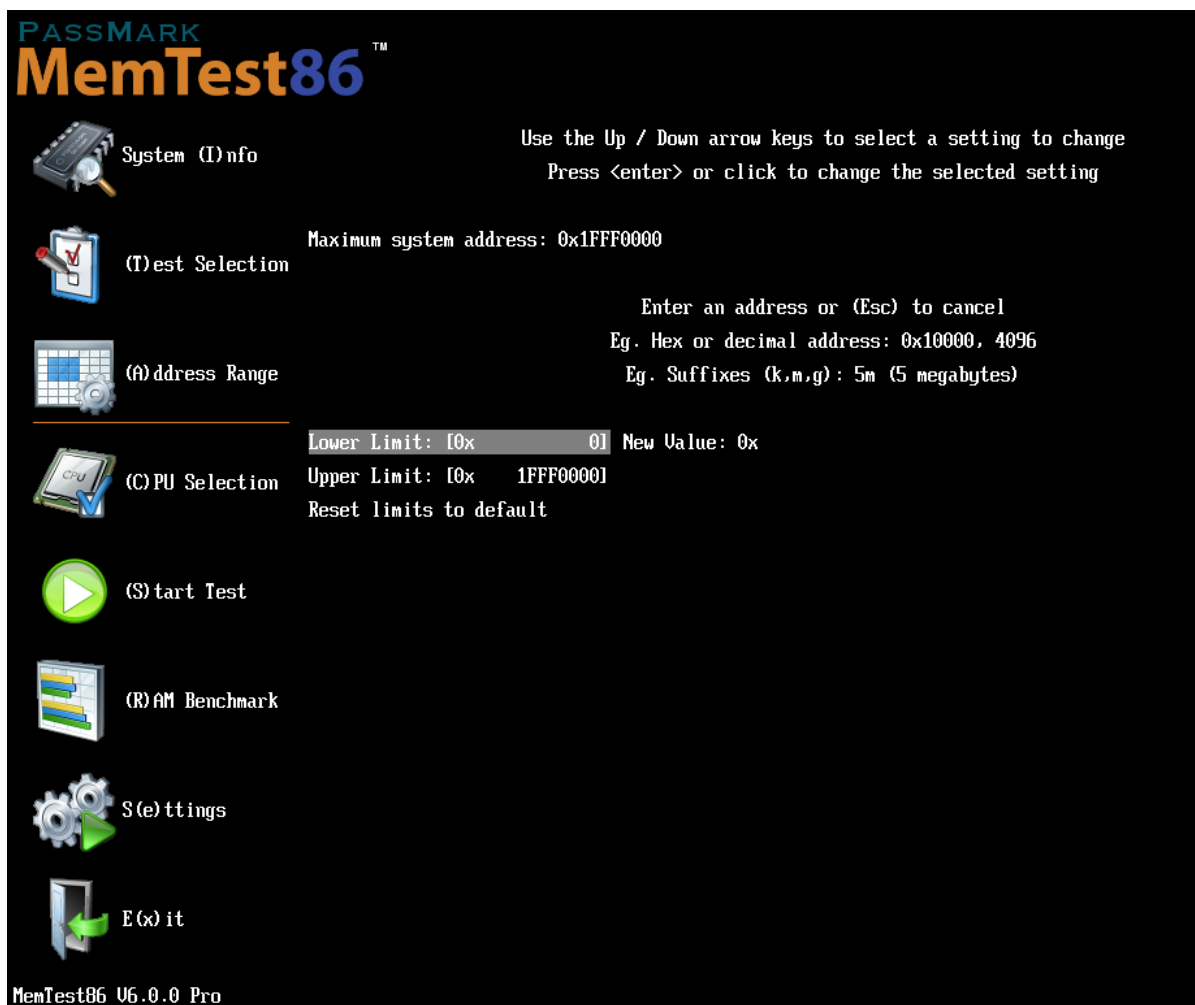 PASSMARK
MemTest86™
System (I)nfo
Use the Up / Down arrow keys to select a setting to change
Press <enter> or click to change the selected setting
(T)est Selection
Maximum system address: 0x1FFF0000
Enter an address or (Esc) to cancel
Eg. Hex or decimal address: 0x10000, 4096
Eg. Suffixes (k,m,g): 5m (5 megabytes)
(A)ddress Range
Lower Limit: [0x 0] New Value: 0x
Upper Limit: [0x 1FFF0000]
Reset limits to default
CPU
(C)PU Selection
(S)tart Test
(R)AM Benchmark
S(e)ttings
E(x)it
MemTest86 V6.0.0 Pro